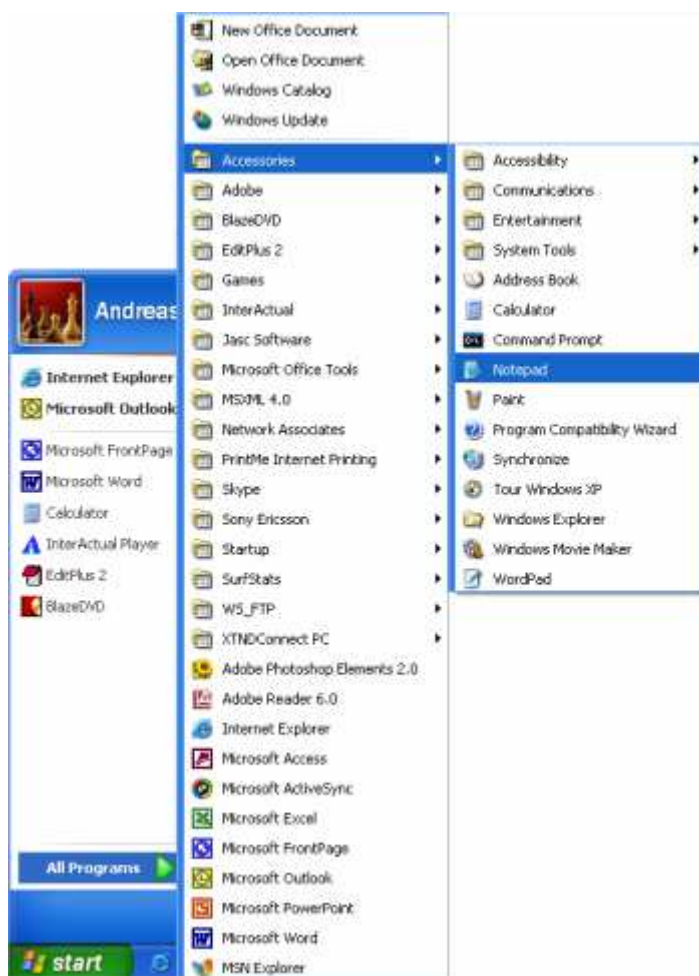 New Office Document
Open Office Document
Windows Catalog
Windows Update
Accessories
Adobe
BlazeDVD
EditPlus 2
Games
InterActual
Jasc Software
Microsoft Office Tools
MSXML 4.0
Network Associates
PrintMe Internet Printing
Skype
Sony Ericsson
Startup
SurfStats
WS_FTP
XTNDConnect PC
Adobe Photoshop Elements 2.0
Adobe Reader 6.0
Internet Explorer
Microsoft Access
Microsoft ActiveSync
Microsoft Excel
Microsoft FrontPage
Microsoft Outlook
Microsoft PowerPoint
Microsoft Word
MSN Explorer
Accessibility
Communications
Entertainment
System Tools
Address Book
Calculator
Command Prompt
Notepad
Paint
Program Compatibility Wizard
Synchronize
Tour Windows XP
Windows Explorer
Windows Movie Maker
WordPad
Andreas
Internet Explorer
Microsoft Outlook
Microsoft FrontPage
Microsoft Word
Calculator
InterActual Player
EditPlus 2
BlazeDVD
All Programs
start